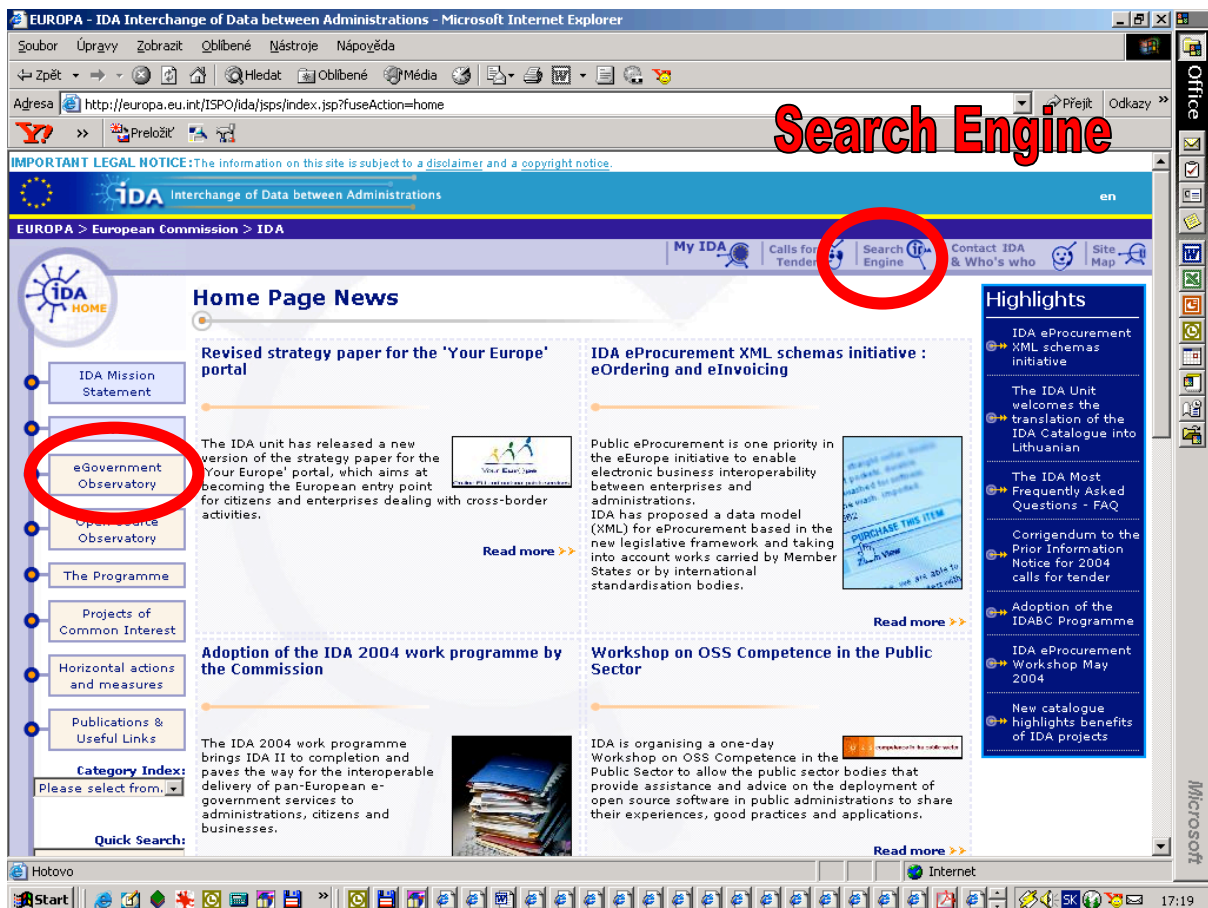 EUROPA - IDA Interchange of Data between Administrations - Microsoft Internet Explorer
Soubor Úpravy Zobrazit Oblíbené Nástroje Nápověda
Zpět Hledat Oblíbené Média
Adresa http://europa.eu.int/ISPO/ida/jsps/index.jsp?fuseAction=home Přejít Odkazy »
Y? » Preložiť
Search Engine
Office
IMPORTANT LEGAL NOTICE:The information on this site is subject to a disclaimer and a copyright notice.
IDA Interchange of Data between Administrations
en
EUROPA > European Commission > IDA
My IDA
Calls for
Tender
Search
Engine
Contact IDA
& Who's who
Site
Map
IDA
HOME
IDA Mission
Statement
eGovernment
Observatory
Open Source
Observatory
The Programme
Projects of
Common Interest
Horizontal actions
and measures
Publications &
Useful Links
Category Index:
Please select from.
Quick Search:
Home Page News
Revised strategy paper for the 'Your Europe'
portal
The IDA unit has released a new
version of the strategy paper for the
'Your Europe' portal, which aims at
becoming the European entry point
for citizens and enterprises dealing with cross-border
activities.
Read more >>
IDA eProcurement XML schemas initiative :
eOrdering and eInvoicing
Public eProcurement is one priority in
the eEurope initiative to enable
electronic business interoperability
between enterprises and
administrations.
IDA has proposed a data model
(XML) for eProcurement based in the
new legislative framework and taking
into account works carried by Member
States or by international
standardisation bodies.
PURCHASE THIS ITEM
Zoom View
Read more >>
Adoption of the IDA 2004 work programme by
the Commission
The IDA 2004 work programme
brings IDA II to completion and
paves the way for the interoperable
delivery of pan-European e-
government services to
administrations, citizens and
businesses.
Workshop on OSS Competence in the Public
Sector
IDA is organising a one-day
Workshop on OSS Competence in the
Public Sector to allow the public sector bodies that
provide assistance and advice on the deployment of
open source software in public administrations to share
their experiences, good practices and applications.
Read more >>
Highlights
IDA eProcurement
XML schemas
initiative
The IDA Unit
welcomes the
translation of the
IDA Catalogue into
Lithuanian
The IDA Most
Frequently Asked
Questions - FAQ
Corrigendum to the
Prior Information
Notice for 2004
calls for tender
Adoption of the
IDABC Programme
IDA eProcurement
Workshop May
2004
New catalogue
highlights benefits
of IDA projects
Microsoft
Hotovo
Internet
Start » SK 17:19